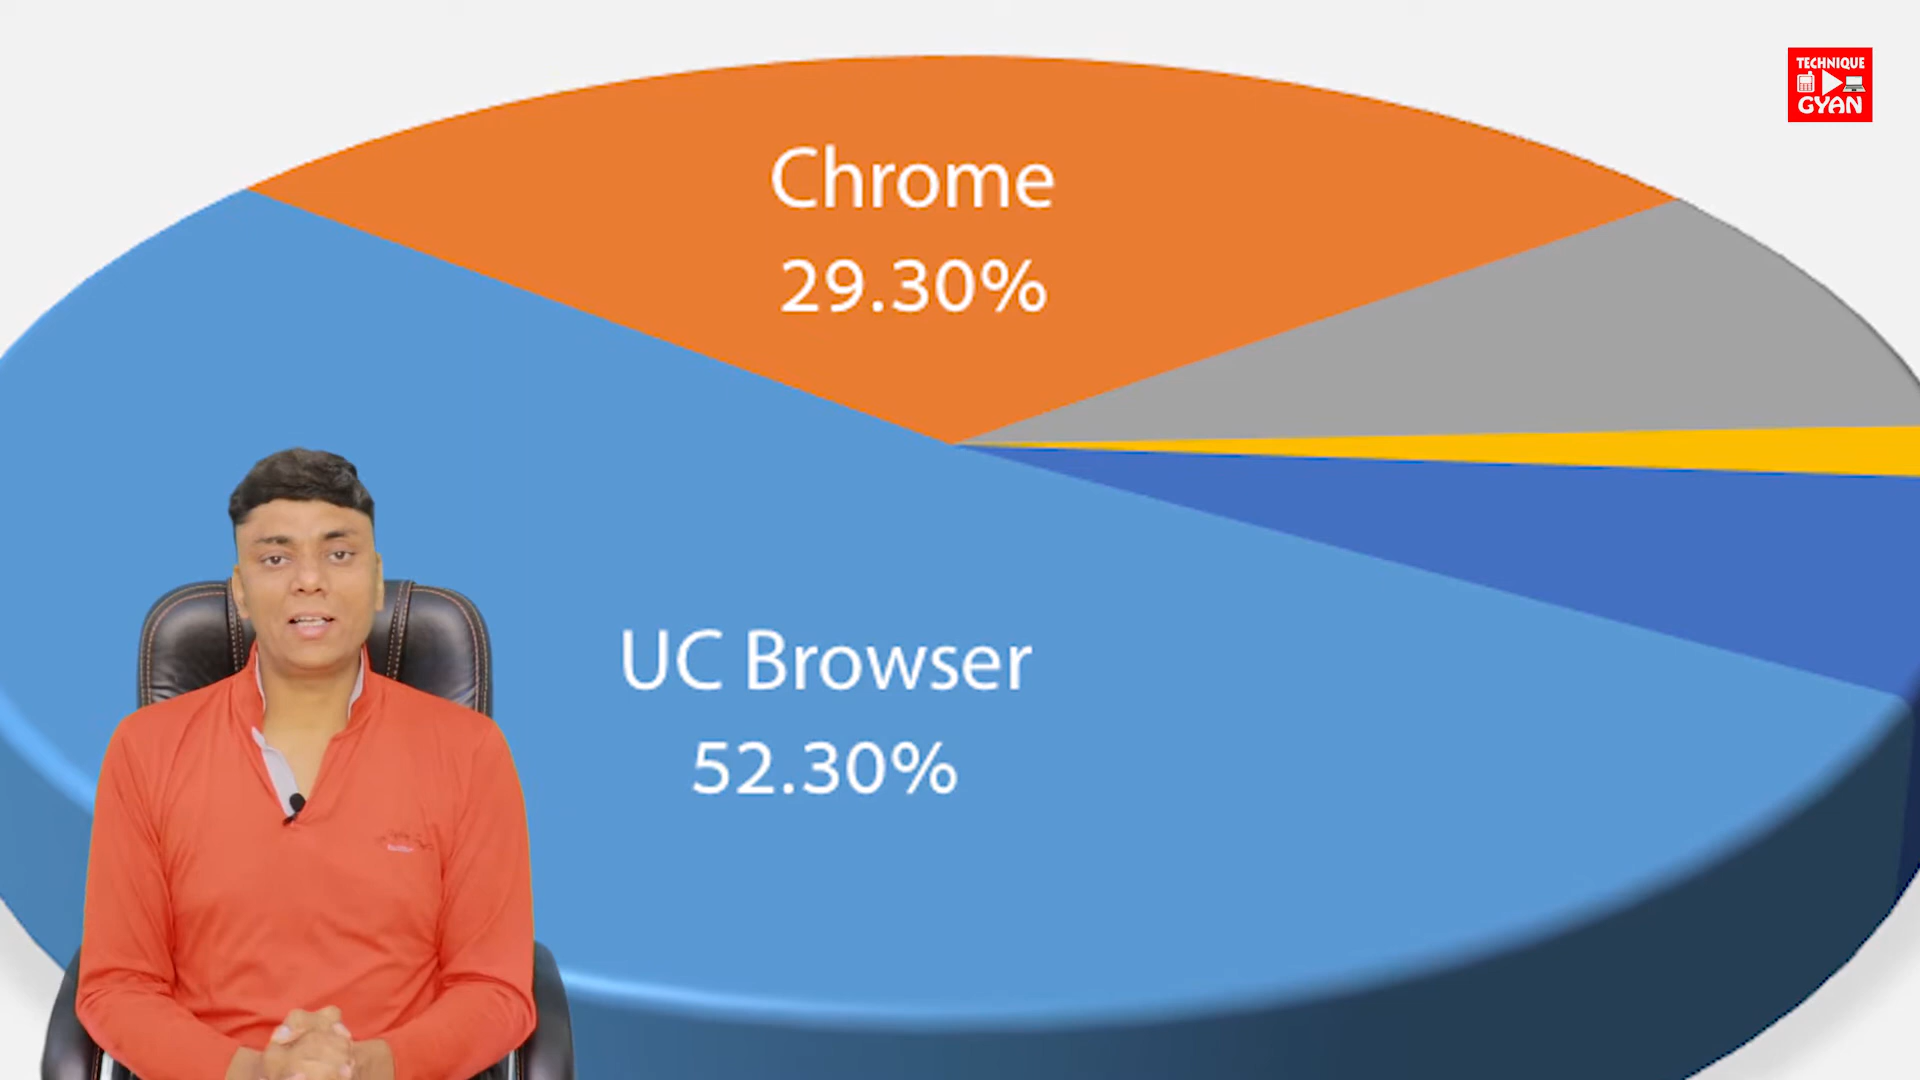 TECHNIQUE
GYAN
Chrome
29.30%
UC Browser
52.30%